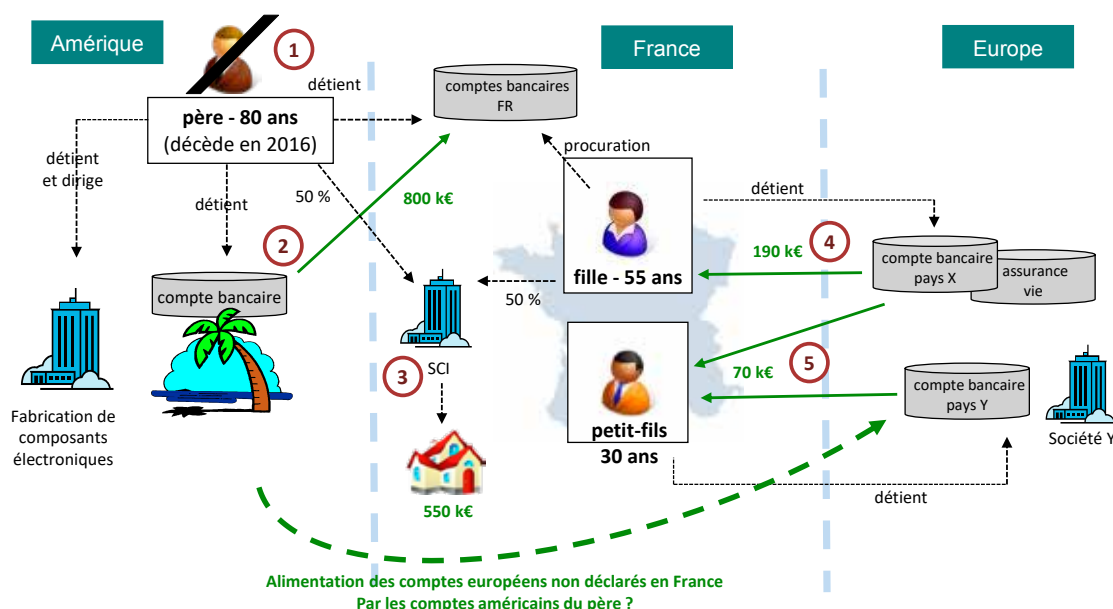 Amérique
France
Europe
1
détient
comptes bancaires
FR
père - 80 ans
(décède en 2016)
détient
et dirige
détient
50 %
800 k€
procuration
détient
2
4
190 k€
compte bancaire
fille - 55 ans
50 %
compte bancaire
pays X
assurance
vie
3
SCI
5
70 k€
compte bancaire
pays Y
Fabrication de
composants
électroniques
petit-fils
30 ans
Société Y
détient
550 k€
Alimentation des comptes européens non déclarés en France
Par les comptes américains du père ?